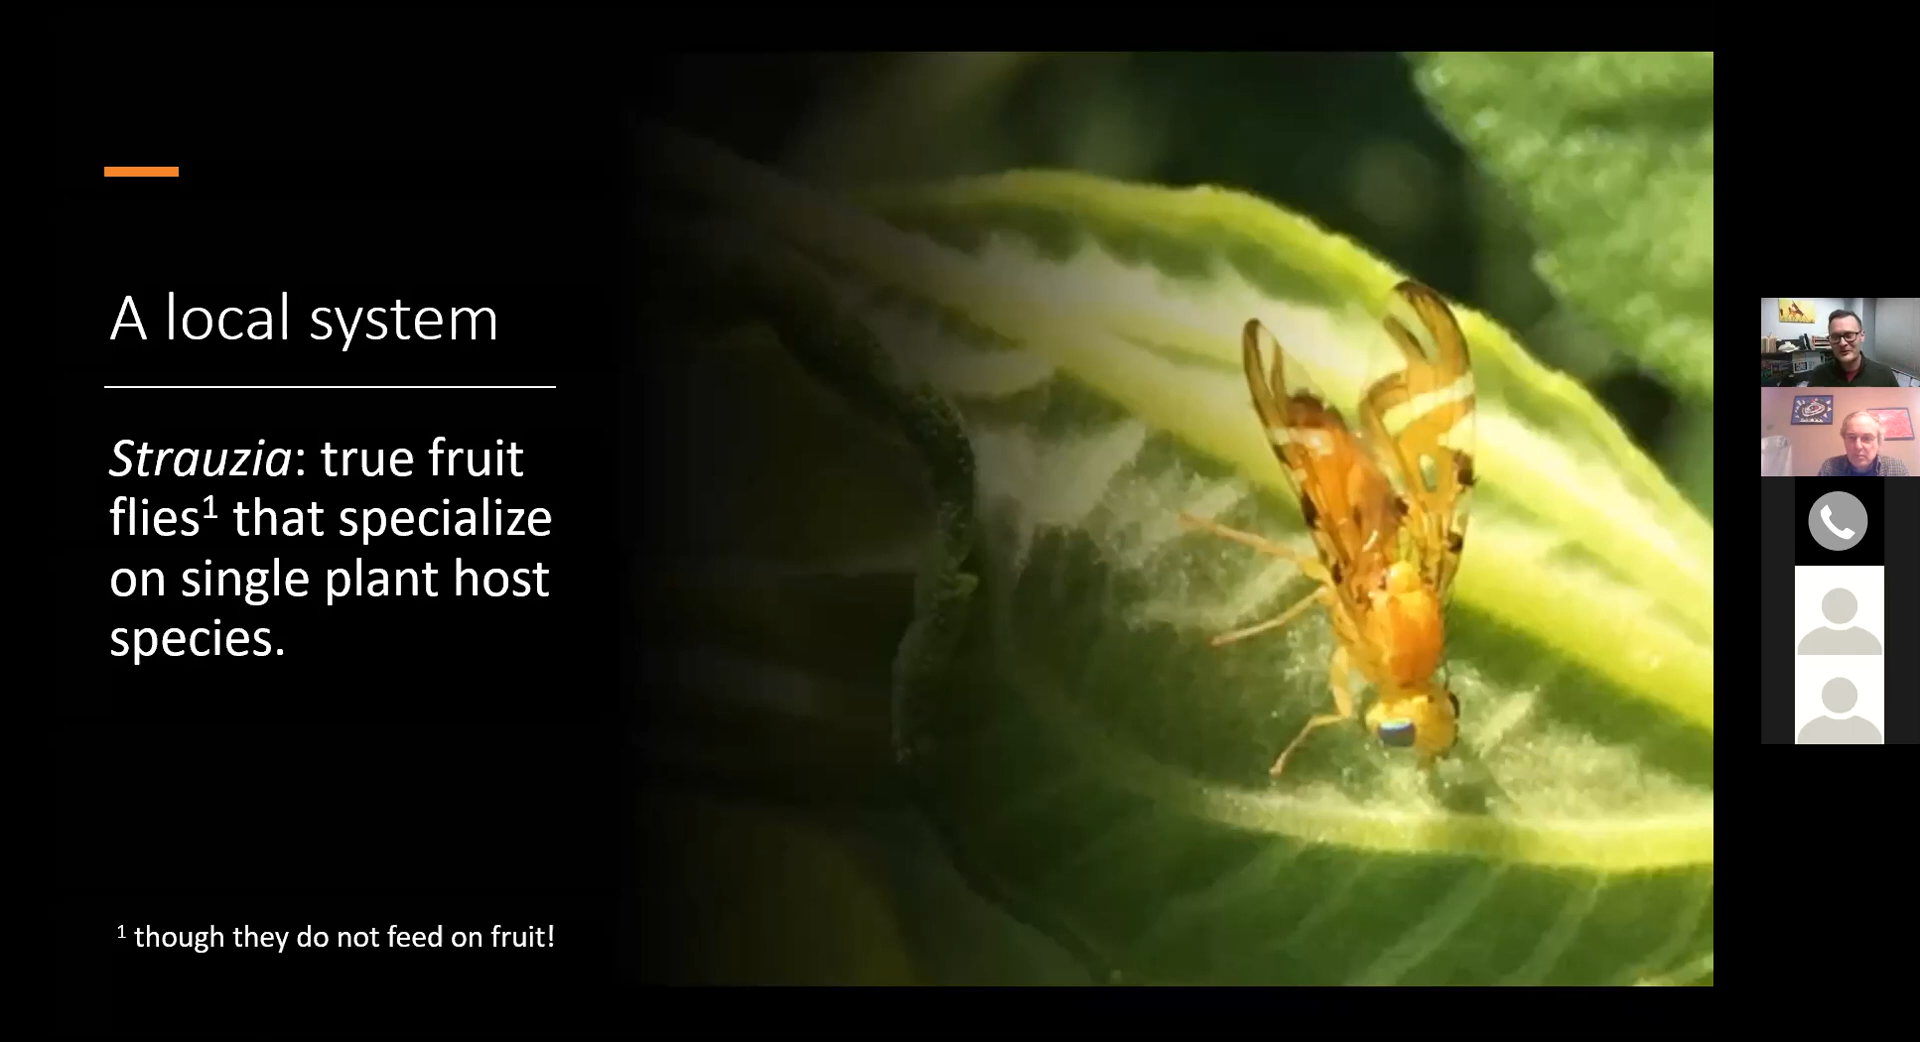 A local system
Strauzia: true fruit
flies¹ that specialize
on single plant host
species.
¹ though they do not feed on fruit!